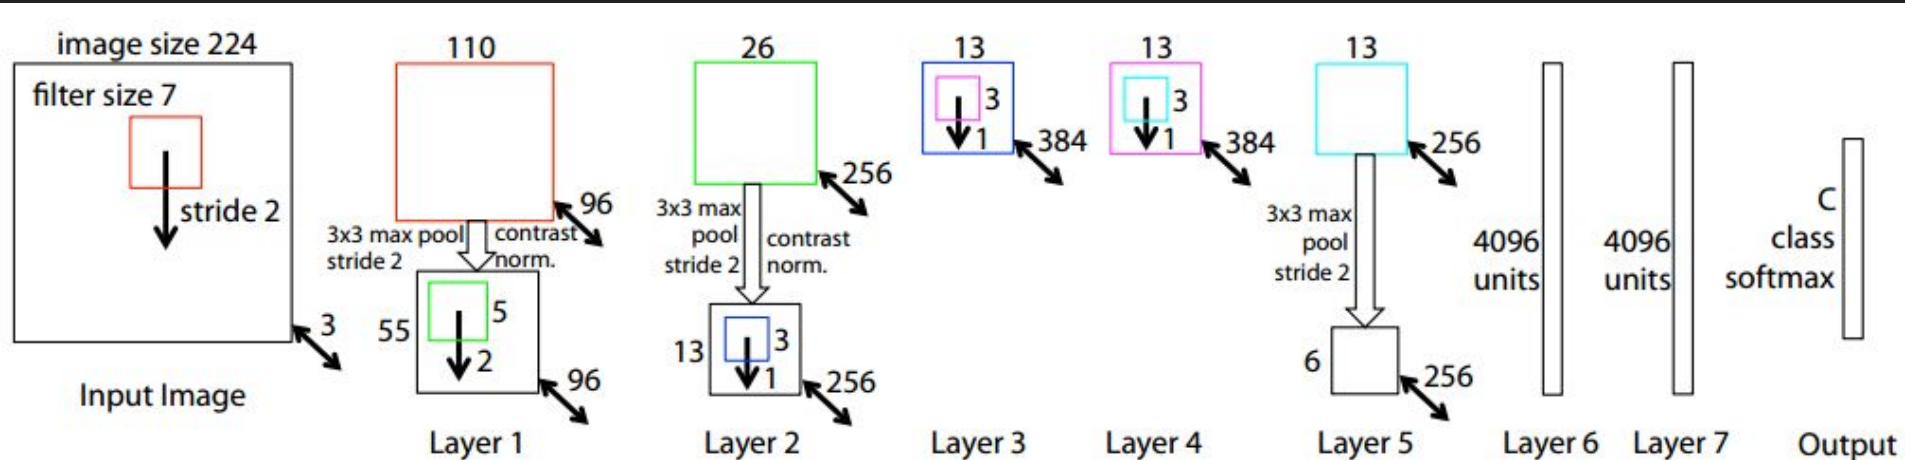 image size 224
filter size 7
stride 2
3
Input Image
110
96
3x3 max pool
stride 2
contrast
norm.
55
5
2
96
Layer 1
26
256
3x3 max
pool
stride 2
contrast
norm.
13
3
1
256
Layer 2
13
3
1
384
Layer 3
13
3
1
384
Layer 4
13
256
3x3 max
pool
stride 2
6
256
Layer 5
4096
units
Layer 6
4096
units
Layer 7
C
class
softmax
Output